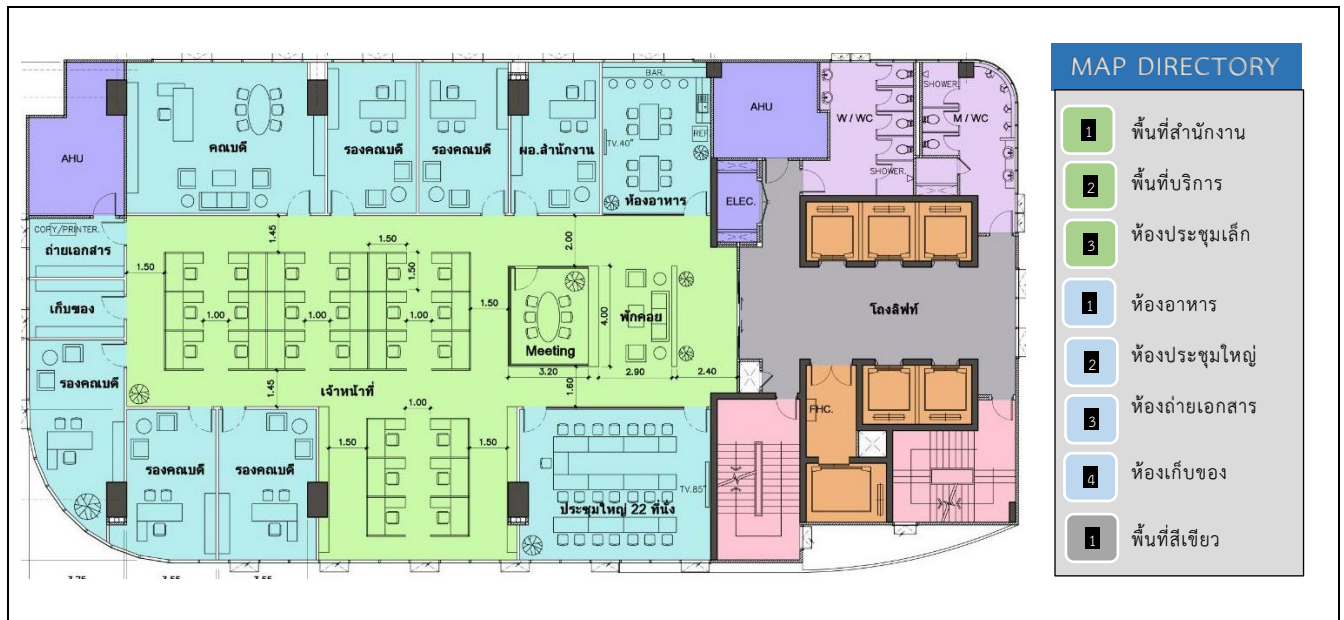 BAR.
AHU
SHOWER.
MAP DIRECTORY
1 พื้นที่สำนักงาน
2 พื้นที่บริการ
3 ห้องประชุมเล็ก
1 ห้องอาหาร
2 ห้องประชุมใหญ่
3 ห้องถ่ายเอกสาร
4 ห้องเก็บของ
1 พื้นที่สีเขียว
W / WC
M / WC
AHU
คณบดี
รองคณบดี
รองคณบดี
ผอ.สำนักงาน
TV.40"
REF
ห้องอาหาร
SHOWER.
ELEC.
COPY/PRINTER.
ถ่ายเอกสาร
1.45
1.50
2.00
1.50
1.50
เก็บของ
1.00
1.00
1.00
1.50
4.00
พักคอย
โถงลิฟท์
Meeting
รองคณบดี
3.20
2.90
2.40
1.45
เจ้าหน้าที่
1.60
1.00
FHC.
1.50
1.50
รองคณบดี
รองคณบดี
TV.85"
ประชุมใหญ่ 22 ที่นั่ง
3.75
3.55
3.55